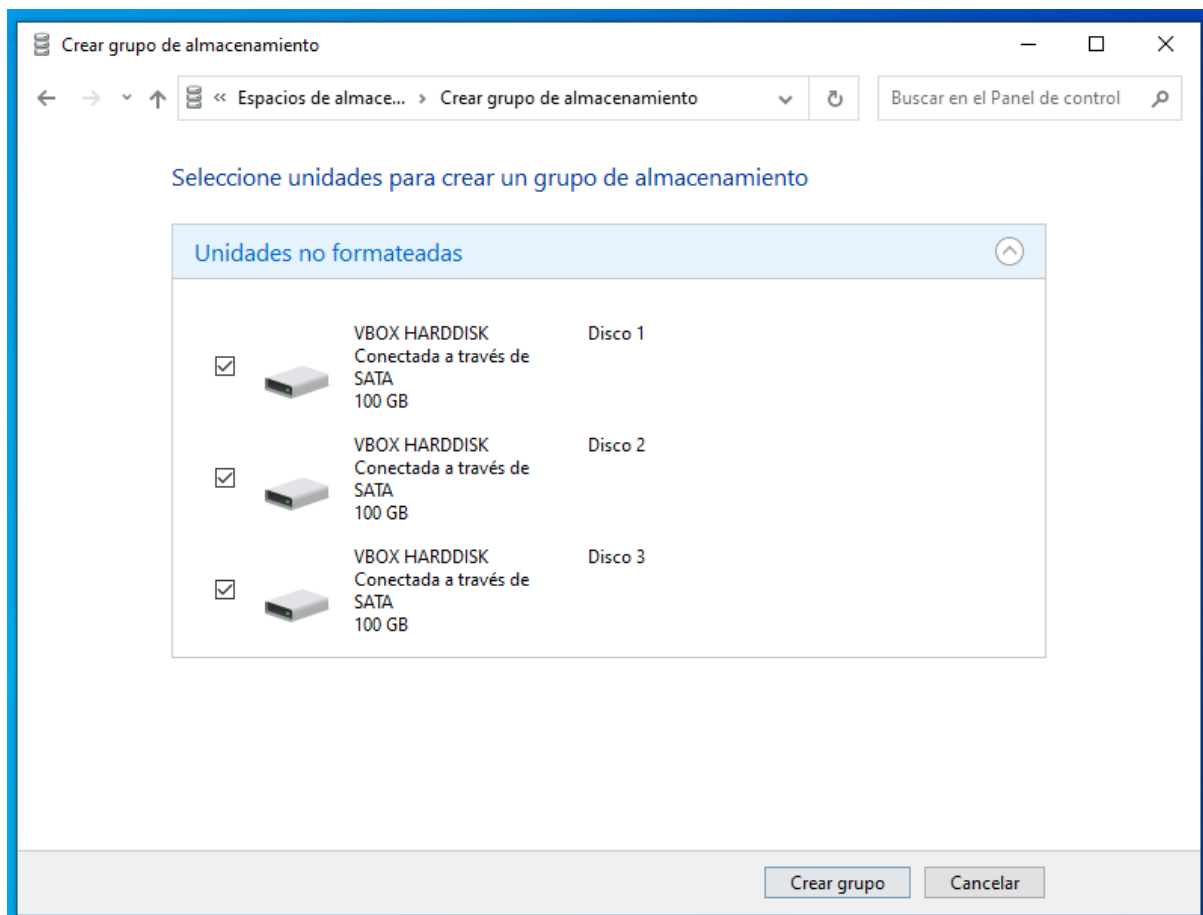 Crear grupo de almacenamiento
« Espacios de almace... › Crear grupo de almacenamiento
Buscar en el Panel de control
Seleccione unidades para crear un grupo de almacenamiento
Unidades no formateadas
VBOX HARDDISK Disco 1
Conectada a través de
SATA
100 GB
VBOX HARDDISK Disco 2
Conectada a través de
SATA
100 GB
VBOX HARDDISK Disco 3
Conectada a través de
SATA
100 GB
Crear grupo Cancelar